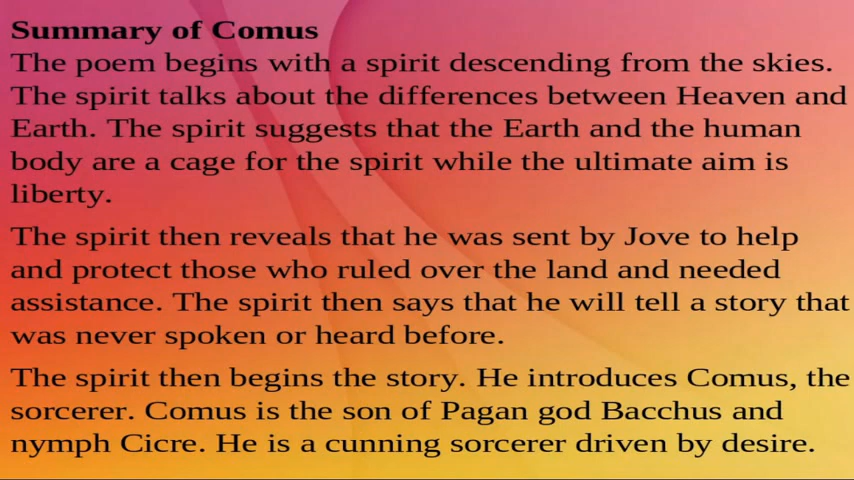 Summary of Comus
The poem begins with a spirit descending from the skies.
The spirit talks about the differences between Heaven and
Earth. The spirit suggests that the Earth and the human
body are a cage for the spirit while the ultimate aim is
liberty.
The spirit then reveals that he was sent by Jove to help
and protect those who ruled over the land and needed
assistance. The spirit then says that he will tell a story that
was never spoken or heard before.
The spirit then begins the story. He introduces Comus, the
sorcerer. Comus is the son of Pagan god Bacchus and
nymph Cicre. He is a cunning sorcerer driven by desire.